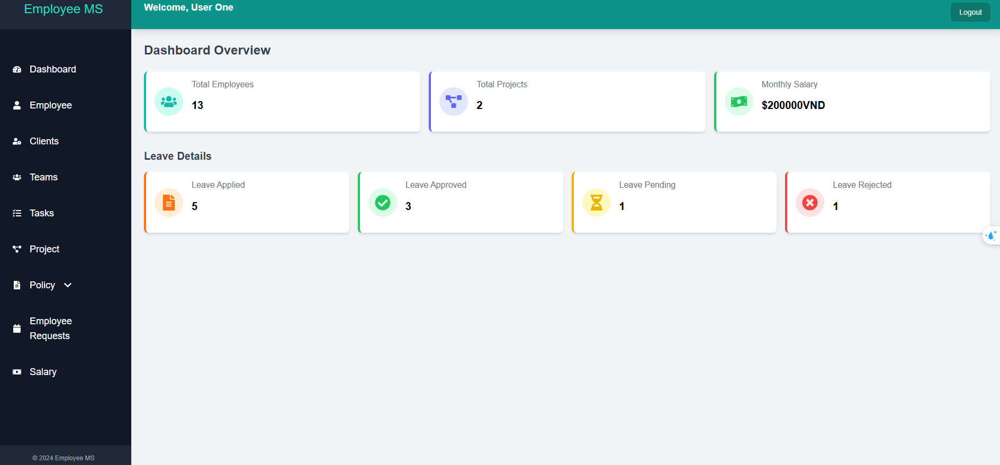 Employee MS
Welcome, User One
Logout
Dashboard
Employee
Clients
Teams
Tasks
Project
Policy
Employee
Requests
Salary
© 2024 Employee MS
Dashboard Overview
Total Employees
13
Total Projects
2
Monthly Salary
$200000VND
Leave Details
Leave Applied
5
Leave Approved
3
Leave Pending
1
Leave Rejected
1